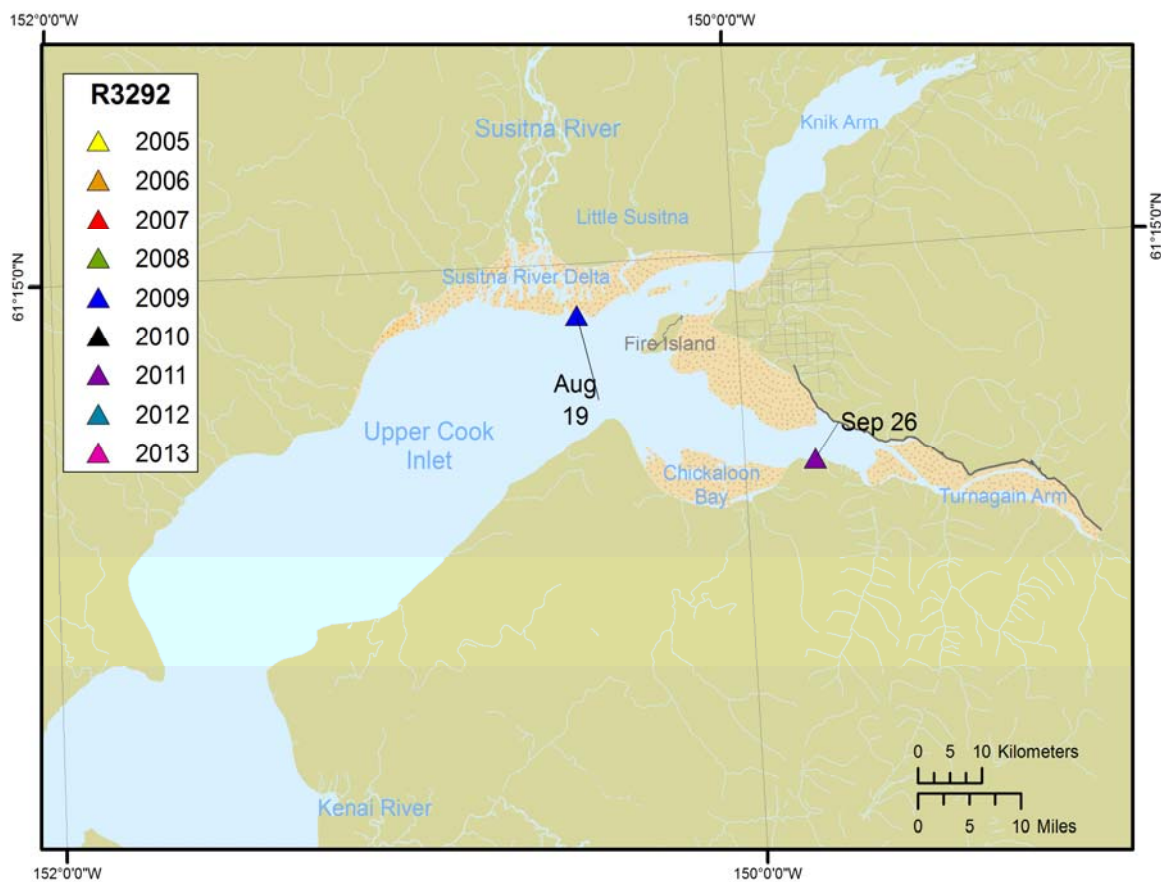 152°0'0"W
150°0'0"W
R3292
2005
2006
2007
2008
2009
2010
2011
2012
2013
Susitna River
Knik Arm
Little Susitna
61°15'0"N
61°15'0"N
Susitna River Delta
Fire Island
Aug
19
Sep 26
Upper Cook
Inlet
Chickaloon
Bay
Turnagain Arm
Kenai River
0 5 10 Kilometers
0 5 10 Miles
152°0'0"W
150°0'0"W